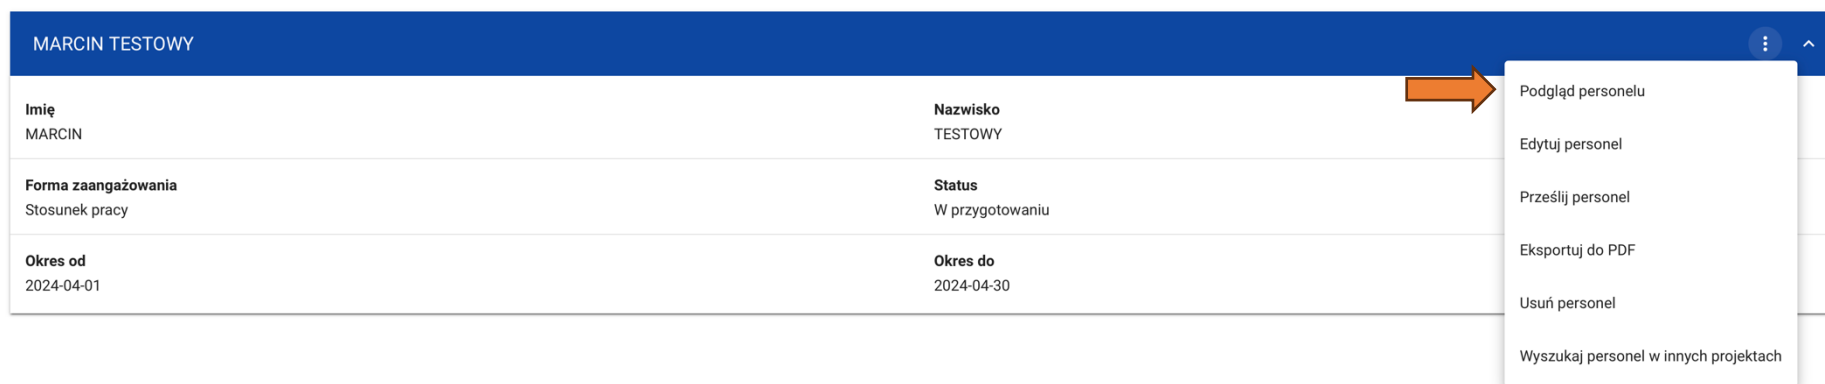 MARCIN TESTOWY
Imię
MARCIN
Nazwisko
TESTOWY
Forma zaangażowania
Stosunek pracy
Status
W przygotowaniu
Okres od
2024-04-01
Okres do
2024-04-30
Podgląd personelu
Edytuj personel
Prześlij personel
Eksportuj do PDF
Usuń personel
Wyszukaj personel w innych projektach